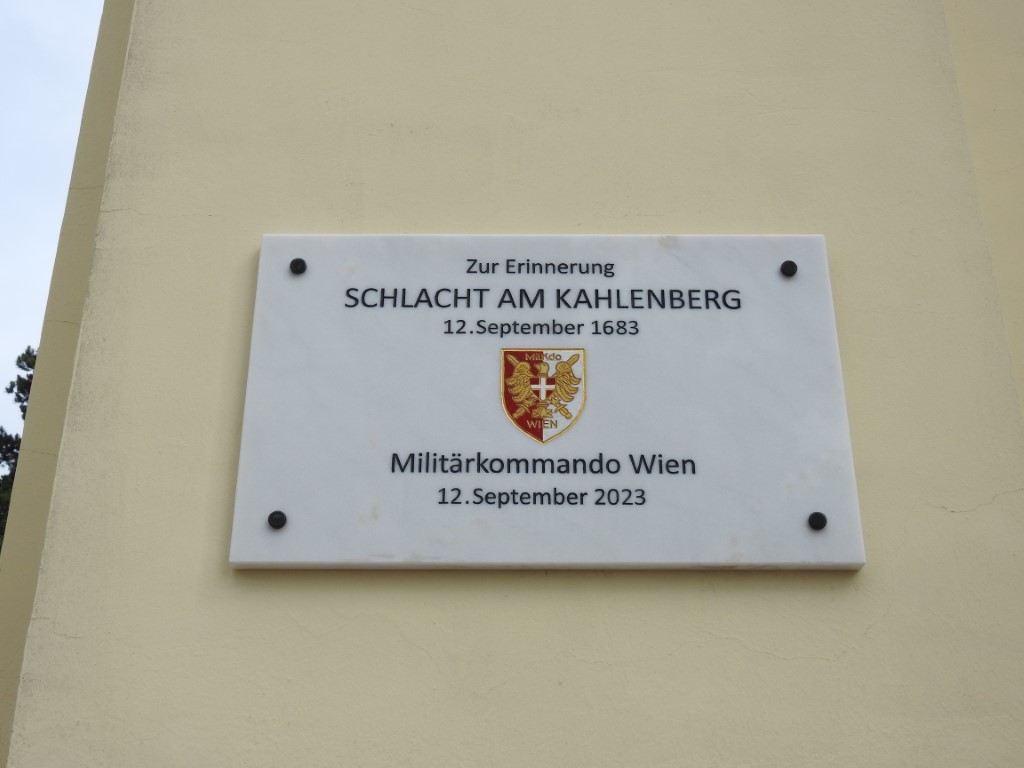 Zur Erinnerung
SCHLACHT AM KAHLENBERG
12.September 1683
MilKdo
WIEN
Militärkommando Wien
12.September 2023